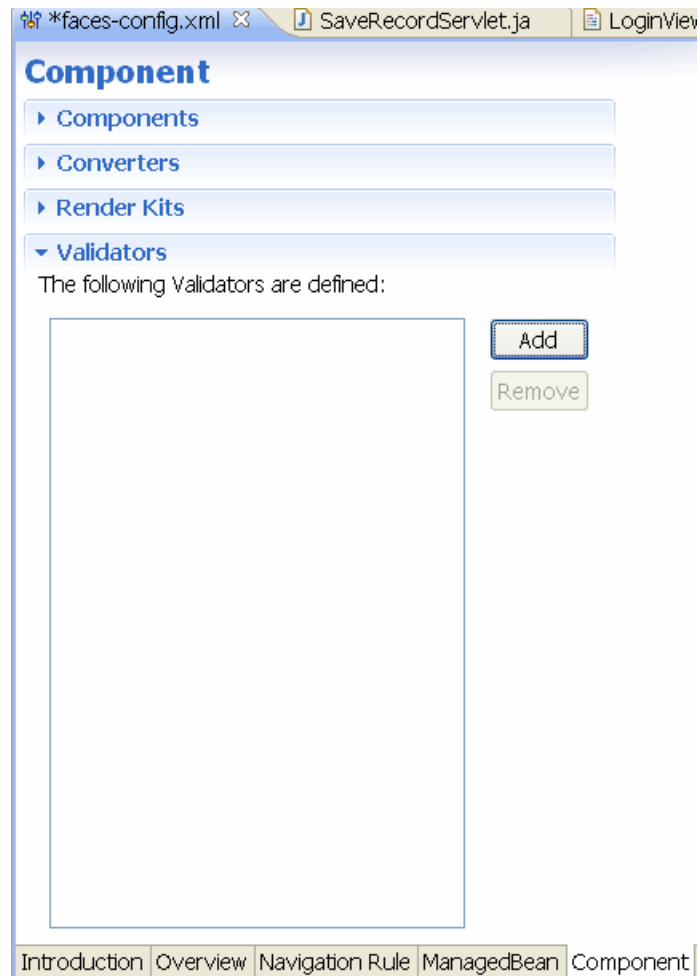 *faces-config.xml SaveRecordServlet.ja LoginView
Component
Components
Converters
Render Kits
Validators
The following Validators are defined:
Add
Remove
Introduction Overview Navigation Rule ManagedBean Component